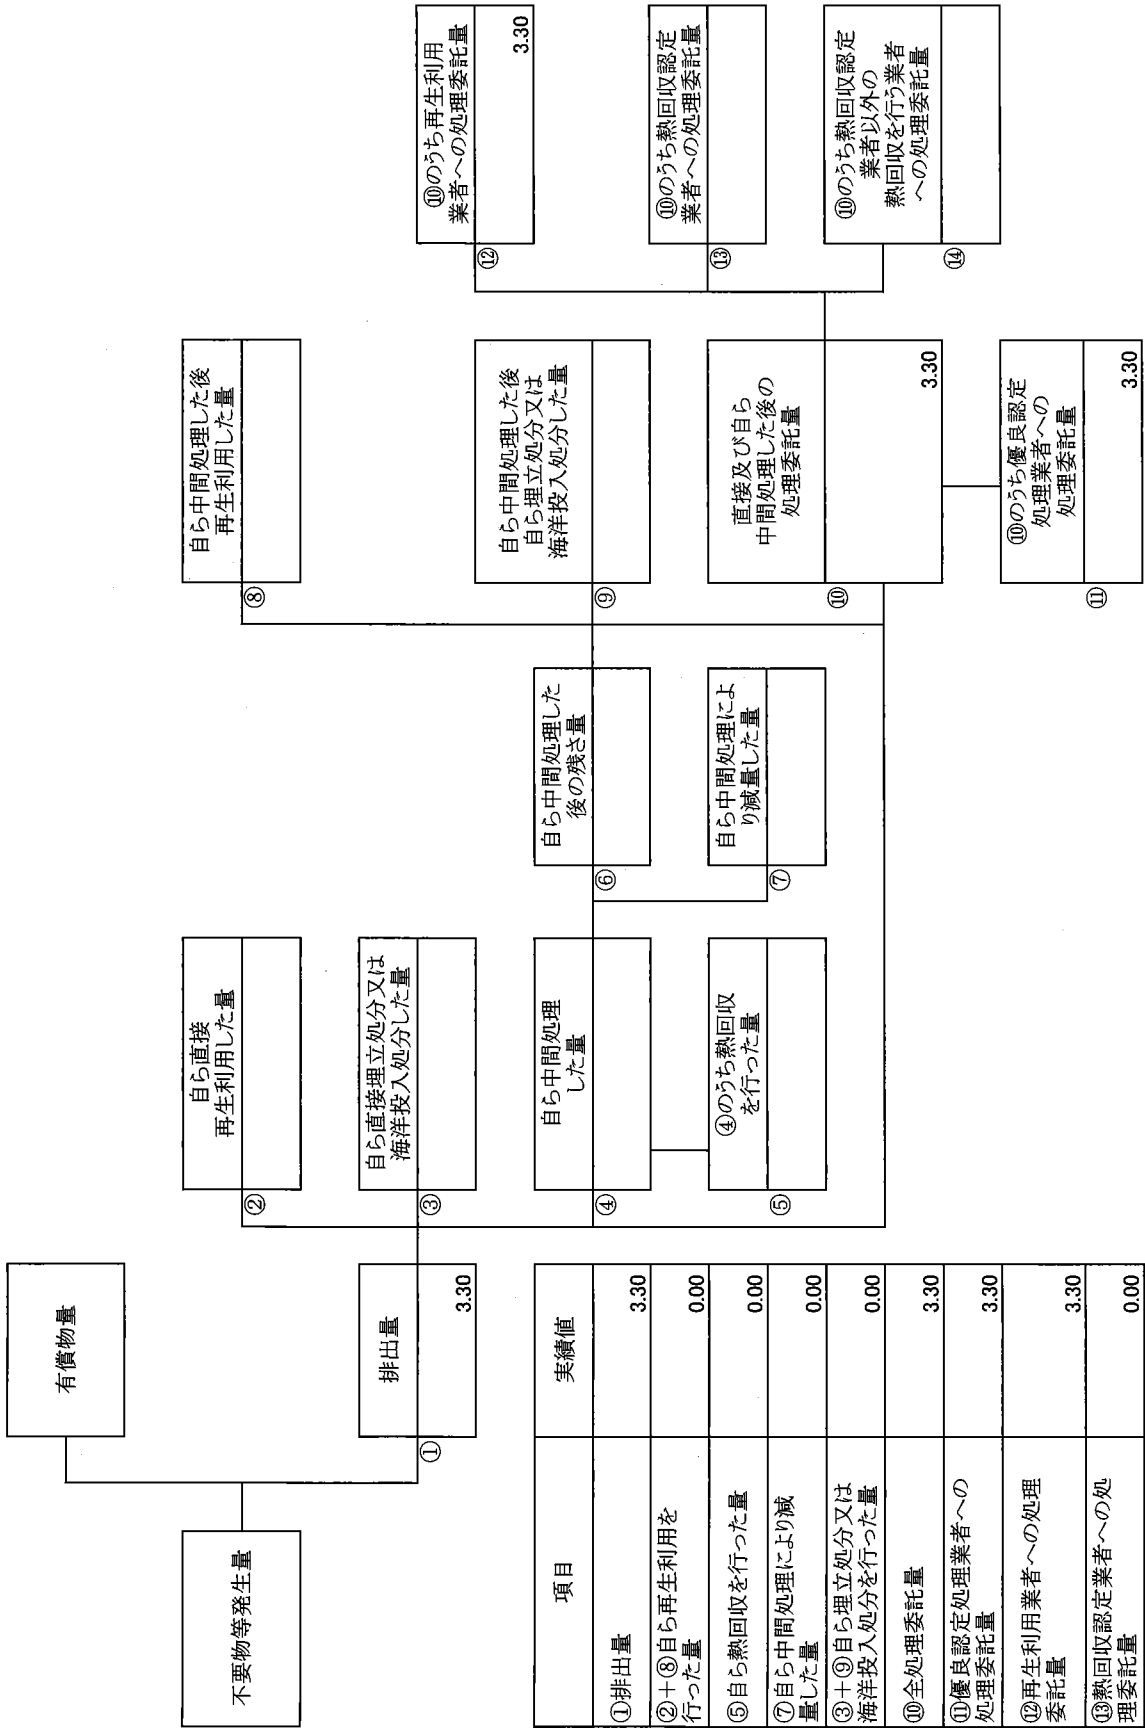 有償物量
不要物等発生量
排出量
①
3.30
自ら直接
再生利用した量
②
自ら直接埋立処分又は
海洋投入処分した量
③
自ら中間処理
した量
④
④のうち熱回収
を行った量
⑤
自ら中間処理した
後の残さ量
⑥
自ら中間処理によ
り減量した量
⑦
自ら中間処理した後
再生利用した量
⑧
自ら中間処理した後
自ら埋立処分又は
海洋投入処分した量
⑨
直接及び自ら
中間処理した後の
処理委託量
⑩
3.30
⑩のうち優良認定
処理業者への
処理委託量
⑪
3.30
⑩のうち再生利用
業者への処理委託量
⑫
3.30
⑩のうち熱回収認定
業者への処理委託量
⑬
⑩のうち熱回収認定
業者以外の
熱回収を行う業者
への処理委託量
⑭
項目 実績値
①排出量 3.30
②+⑧自ら再生利用を
行った量 0.00
⑤自ら熱回収を行った量 0.00
⑦自ら中間処理により減
量した量 0.00
③+⑨自ら埋立処分又は
海洋投入処分を行った量 0.00
⑩全処理委託量 3.30
⑪優良認定処理業者への
処理委託量 3.30
⑫再生利用業者への処理
委託量 3.30
⑬熱回収認定業者への処
理委託量 0.00